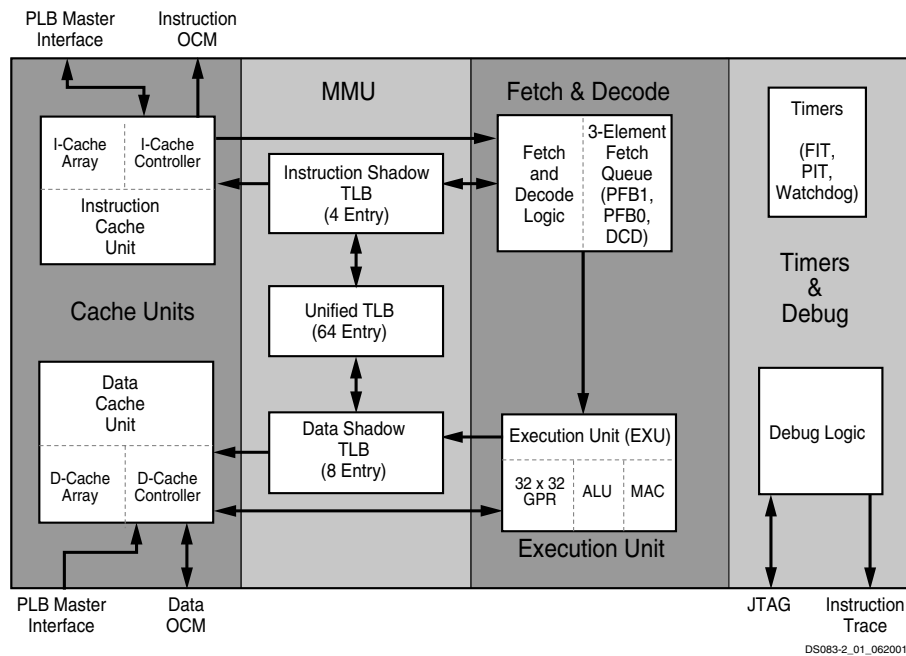 PLB Master
Interface
Instruction
OCM
MMU
Fetch & Decode
I-Cache
Array
I-Cache
Controller
Instruction
Cache
Unit
Instruction Shadow
TLB
(4 Entry)
Fetch
and
Decode
Logic
3-Element
Fetch
Queue
(PFB1,
PFB0,
DCD)
Timers
(FIT,
PIT,
Watchdog)
Cache Units
Unified TLB
(64 Entry)
Timers
&
Debug
Data
Cache
Unit
D-Cache
Array
D-Cache
Controller
Data Shadow
TLB
(8 Entry)
Execution Unit (EXU)
32 x 32
GPR
ALU
MAC
Execution Unit
Debug Logic
PLB Master
Interface
Data
OCM
JTAG
Instruction
Trace
DS083-2_01_062001